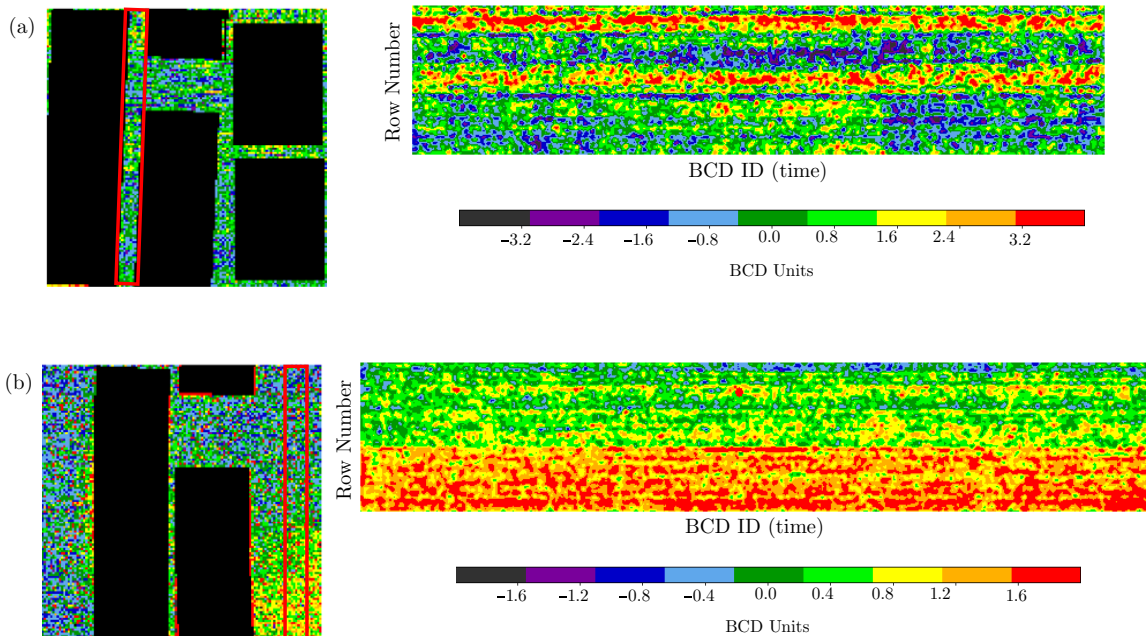 (a)
Row Number
BCD ID (time)
−3.2 −2.4 −1.6 −0.8 0.0 0.8 1.6 2.4 3.2
BCD Units
(b)
Row Number
BCD ID (time)
−1.6 −1.2 −0.8 −0.4 0.0 0.4 0.8 1.2 1.6
BCD Units